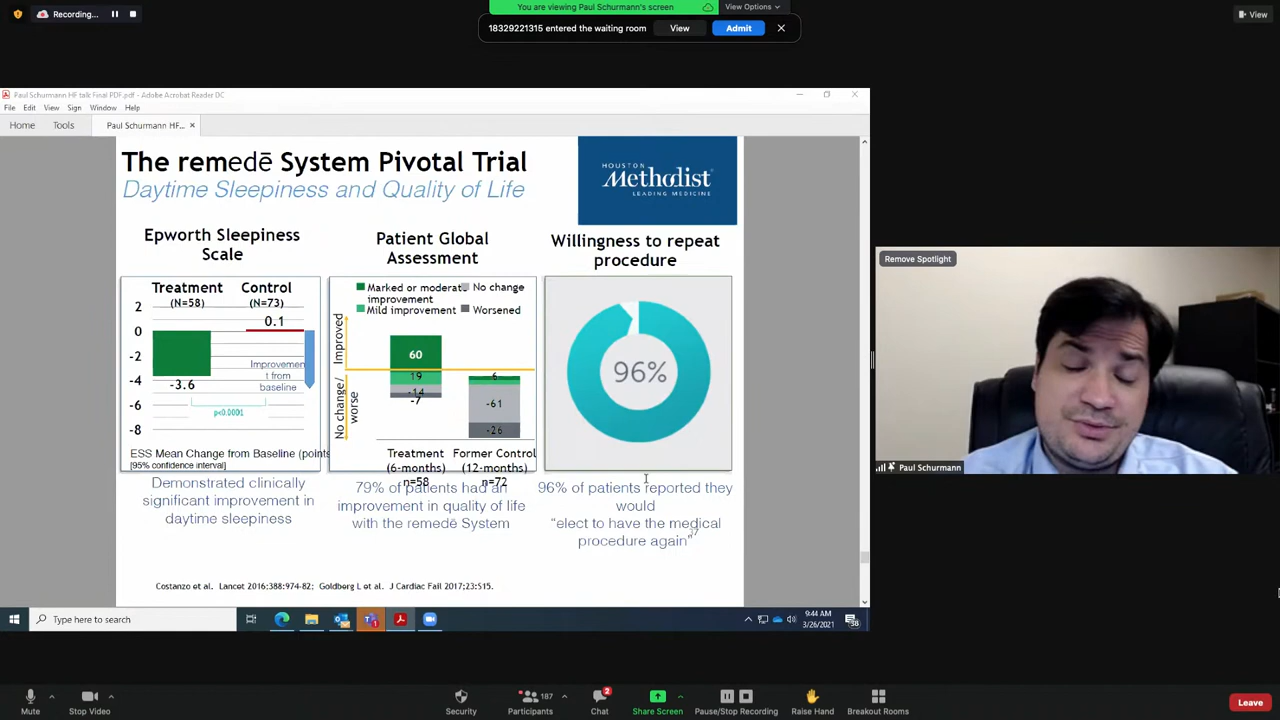 Recording...
You are viewing Paul Schurmann's screen
View Options
18329221315 entered the waiting room
View
Admit
View
Paul Schurmann HF talk Final PDF.pdf - Adobe Acrobat Reader DC
File Edit View Sign Window Help
Home Tools Paul Schurmann HF...
The remedē System Pivotal Trial
Daytime Sleepiness and Quality of Life
HOUSTON
Methodist
LEADING MEDICINE
Epworth Sleepiness
Scale
Treatment
(N=58)
Control
(N=73)
2
0
-2
-4
-6
-8
0.1
-3.6
Improvemen
t from
baseline
p<0.0001
ESS Mean Change from Baseline (points
[95% confidence interval]
Demonstrated clinically
significant improvement in
daytime sleepiness
Patient Global
Assessment
Marked or moderate
improvement
No change
Mild improvement
Worsened
Improved
No change/
worse
60
19
-14
-7
6
-61
-26
Treatment
(6-months)
n=58
Former Control
(12-months)
n=72
79% of patients had an
improvement in quality of life
with the remedē System
Willingness to repeat
procedure
96%
96% of patients reported they
would
“elect to have the medical
procedure again”
Costanzo et al. Lancet 2016:388:974-82; Goldberg L et al. J Cardiac Fail 2017;23:S15.
Remove Spotlight
Paul Schurmann
Type here to search
9:44 AM
3/26/2021
38
Mute
Stop Video
Security
187
Participants
2
Chat
Share Screen
Pause/Stop Recording
Raise Hand
Breakout Rooms
Leave